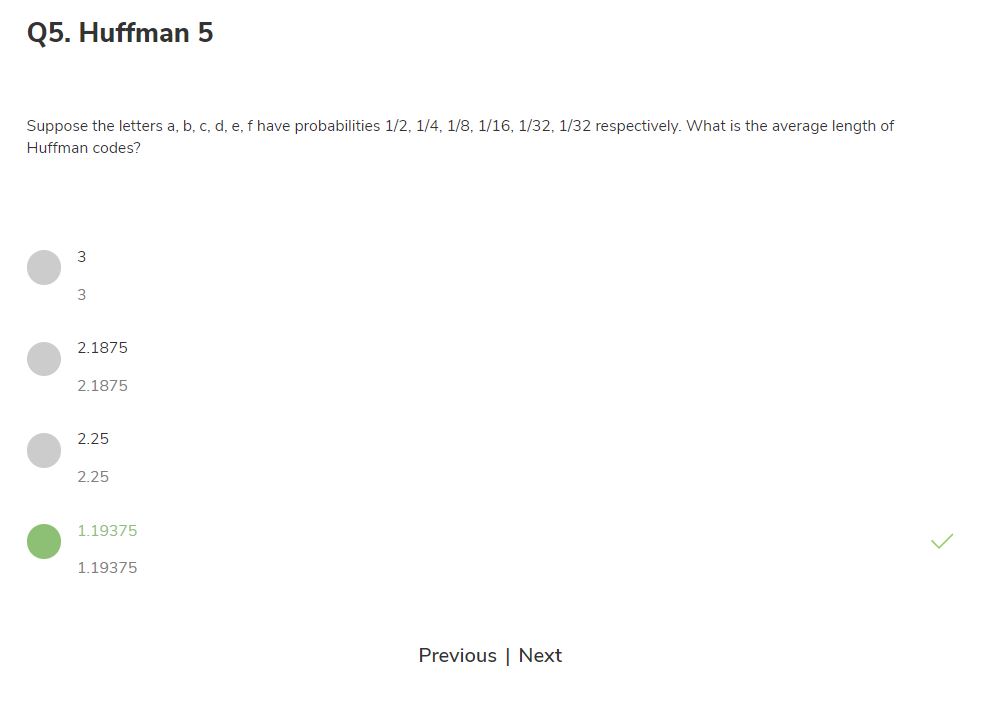 Q5. Huffman 5
Suppose the letters a, b, c, d, e, f have probabilities 1/2, 1/4, 1/8, 1/16, 1/32, 1/32 respectively. What is the average length of
Huffman codes?
3
3
2.1875
2.1875
2.25
2.25
1.19375
1.19375
Previous | Next